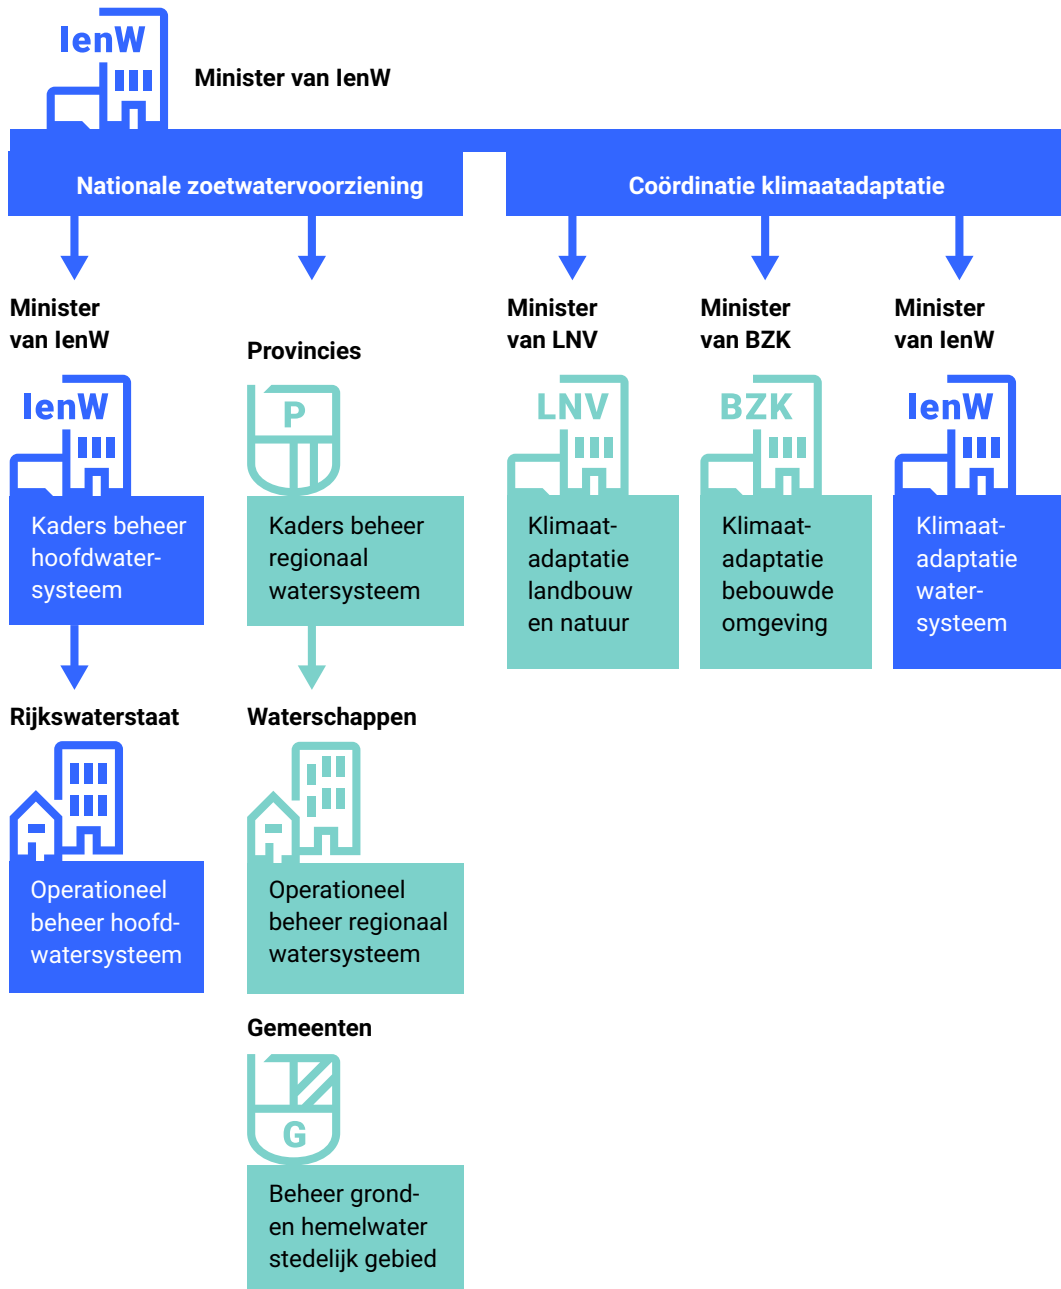 IenW
Minister van IenW
Nationale zoetwatervoorziening
Coördinatie klimaatadaptatie
Minister
van IenW
IenW
Kaders beheer
hoofdwater-
systeem
Provincies
P
Kaders beheer
regionaal
watersysteem
Minister
van LNV
LNV
Klimaat-
adaptatie
landbouw
en natuur
Minister
van BZK
BZK
Klimaat-
adaptatie
bebouwde
omgeving
Minister
van IenW
IenW
Klimaat-
adaptatie
water-
systeem
Rijkswaterstaat
Operationeel
beheer hoofd-
watersysteem
Waterschappen
Operationeel
beheer regionaal
watersysteem
Gemeenten
G
Beheer grond-
en hemelwater
stedelijk gebied